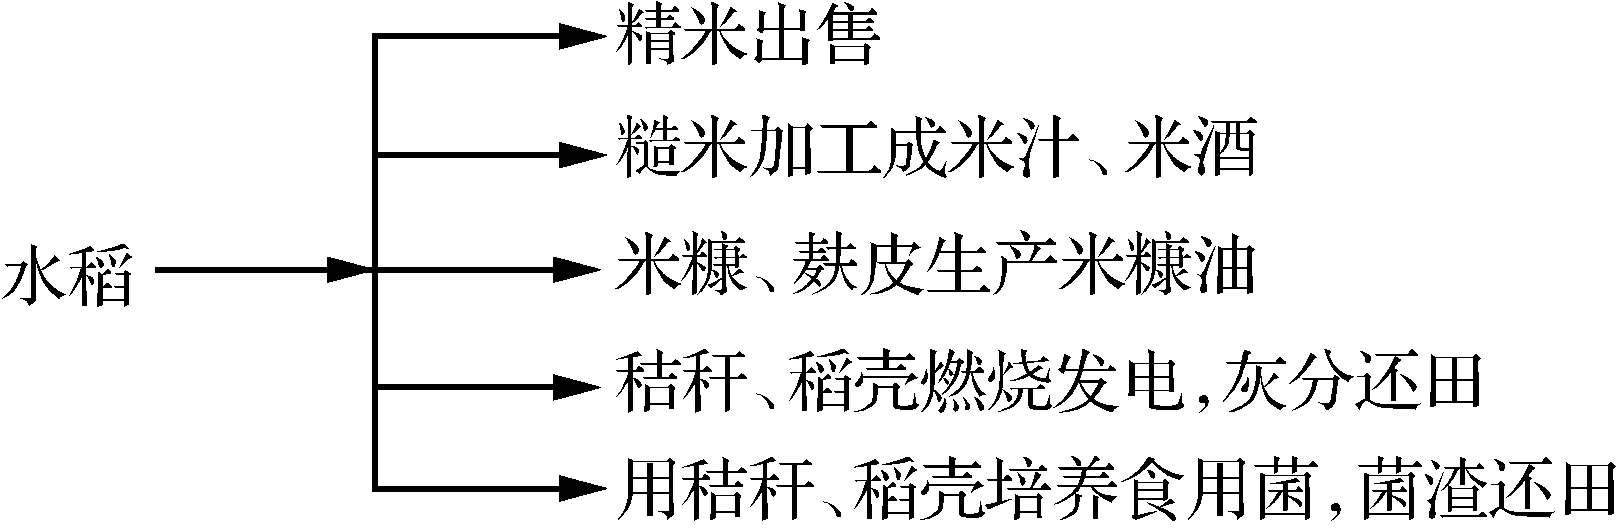 精米出售
糙米加工成米汁、米酒
水稻
米糠、麸皮生产米糠油
秸秆、稻壳燃烧发电,灰分还田
用秸秆、稻壳培养食用菌,菌渣还田